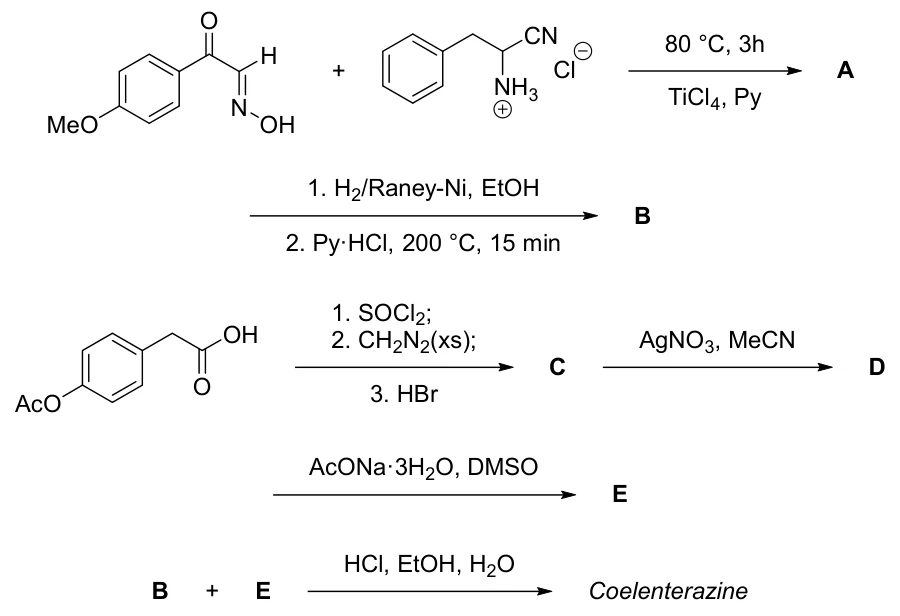 O
H
N
OH
MeO
+
CN
NH3
⊕
Cl
⊖
80 °C, 3h
TiCl4, Py
A
1. H2/Raney-Ni, EtOH
2. Py·HCl, 200 °C, 15 min
B
OH
O
AcO
1. SOCl2;
2. CH2N2(xs);
3. HBr
C
AgNO3, MeCN
D
AcONa·3H2O, DMSO
E
B + E
HCl, EtOH, H2O
Coelenterazine